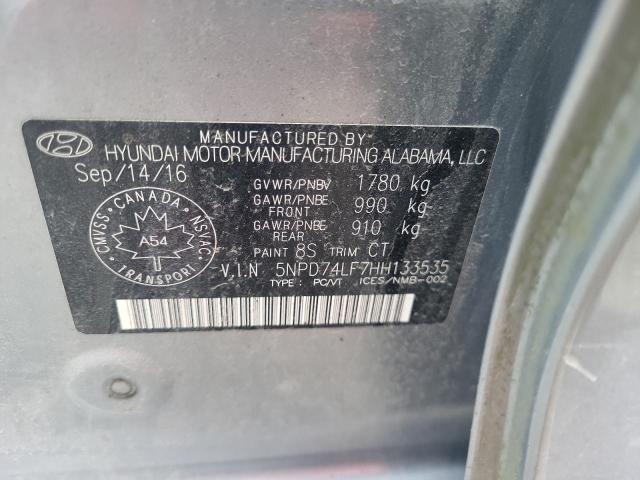 MANUFACTURED BY
HYUNDAI MOTOR MANUFACTURING ALABAMA, LLC
Sep/14/16
GVWR/PNBV 1780 kg
GAWR/PNBE FRONT 990 kg
GAWR/PNBE REAR 910 kg
PAINT 8S TRIM CT
V.I.N 5NPD74LF7HH133535
TYPE : PC/VT ICES/NMB-002
CMVSS · CANADA · NSVAC
A54
TRANSPORT